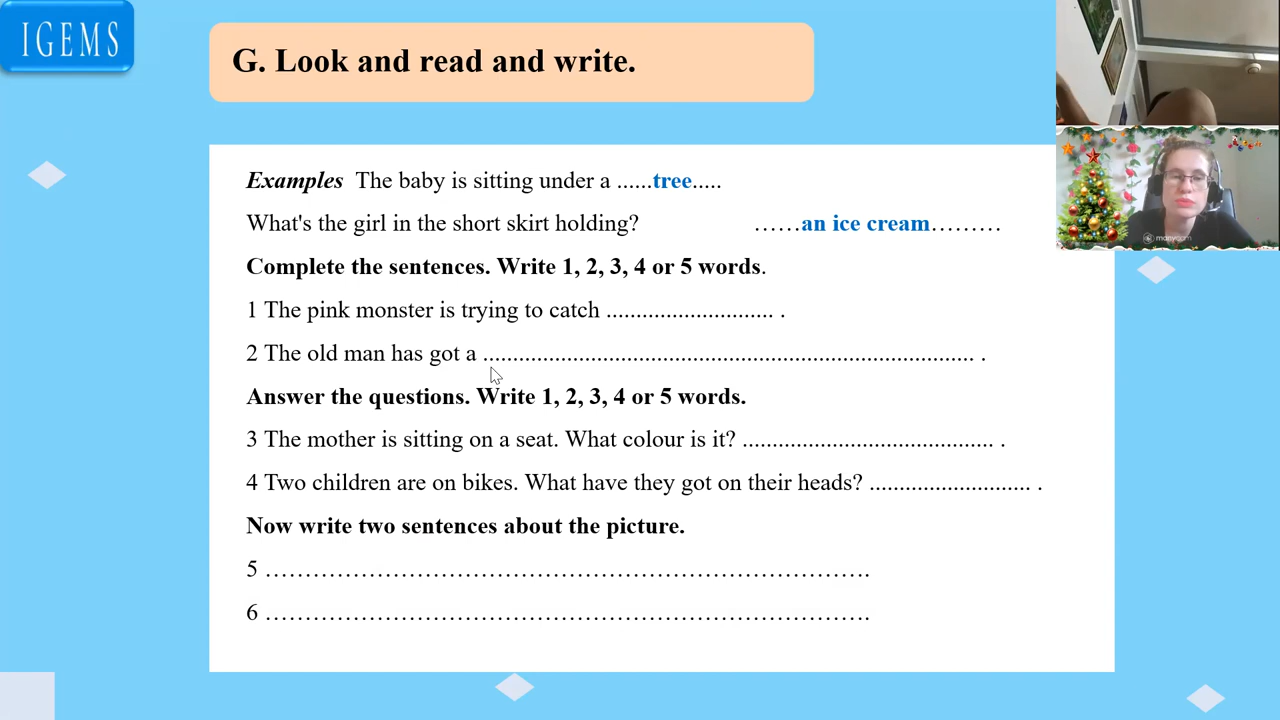 IGEMS
G. Look and read and write.
Examples The baby is sitting under a ......tree.....
What's the girl in the short skirt holding? ……an ice cream………
Complete the sentences. Write 1, 2, 3, 4 or 5 words.
1 The pink monster is trying to catch ............................ .
2 The old man has got a .................................................................................. .
Answer the questions. Write 1, 2, 3, 4 or 5 words.
3 The mother is sitting on a seat. What colour is it? .......................................... .
4 Two children are on bikes. What have they got on their heads? ........................... .
Now write two sentences about the picture.
5 ………………………………………………………………….
6 ………………………………………………………………….